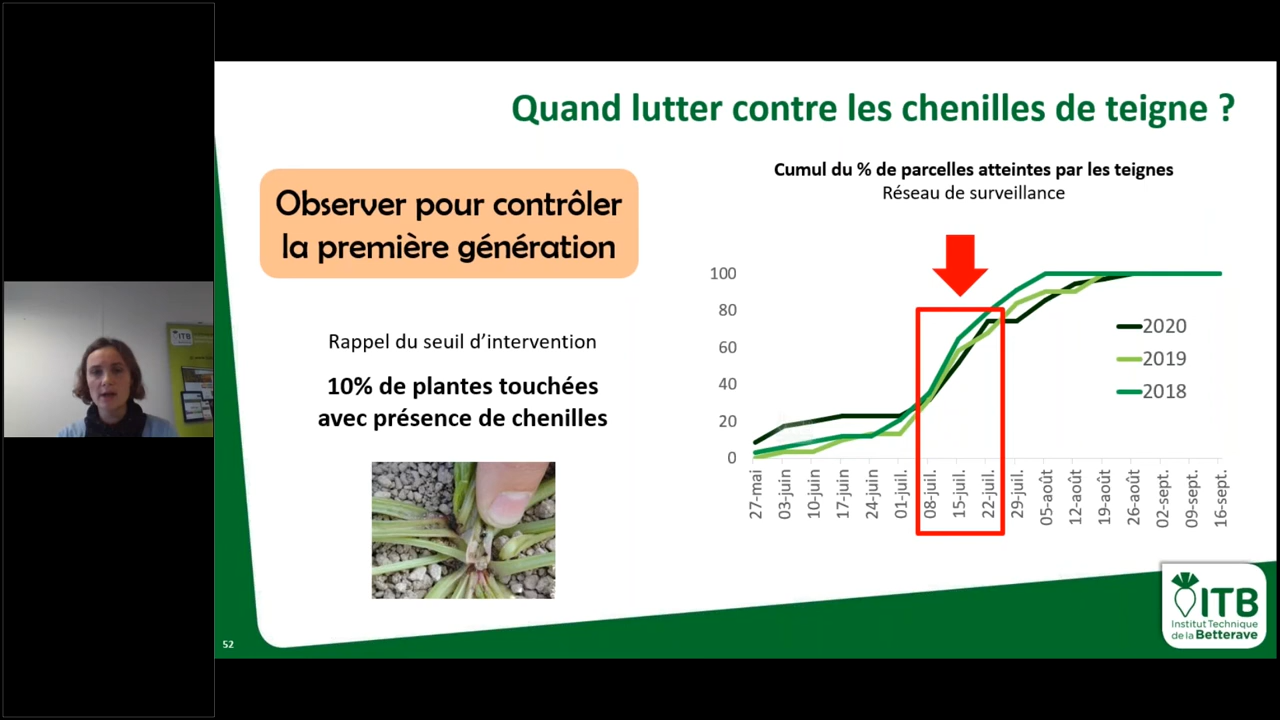 Quand lutter contre les chenilles de teigne ?
Observer pour contrôler
la première génération
Rappel du seuil d’intervention
10% de plantes touchées
avec présence de chenilles
Cumul du % de parcelles atteintes par les teignes
Réseau de surveillance
100
80
60
40
20
0
27-mai
03-juin
10-juin
17-juin
24-juin
01-juil.
08-juil.
15-juil.
22-juil.
29-juil.
05-août
12-août
19-août
26-août
02-sept.
09-sept.
16-sept.
2020
2019
2018
52
ITB
Institut Technique
de la Betterave
ITB